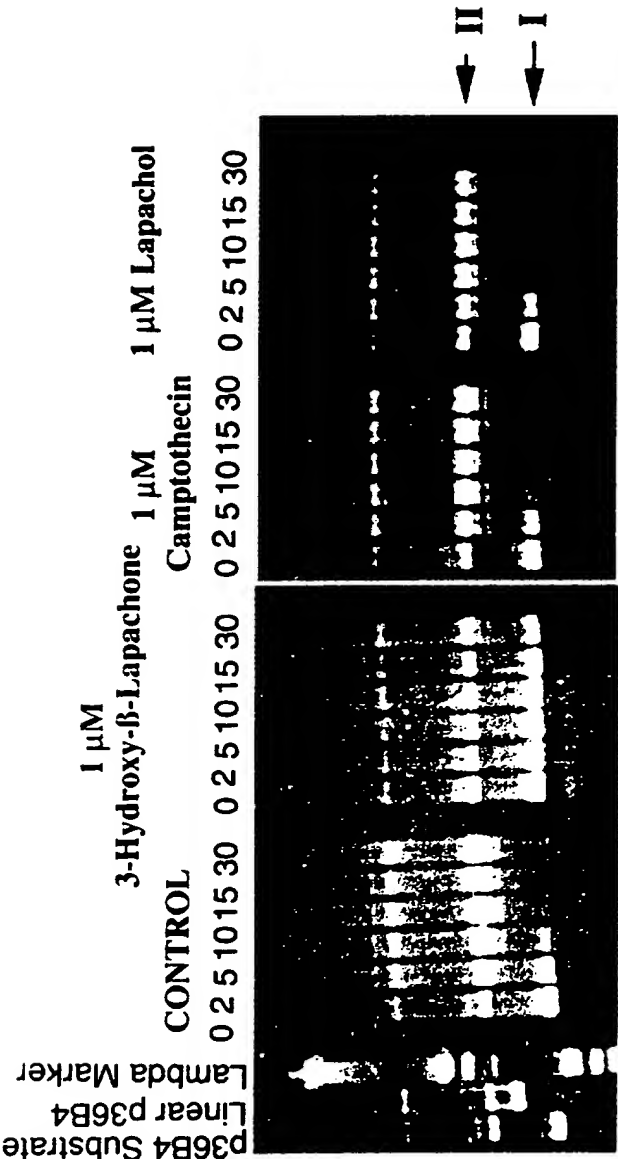 p36B4 Substrate
Linear p36B4
Lambda Marker
CONTROL
0 2 5 10 15 30
1 µM
3-Hydroxy-ß-Lapachone
0 2 5 10 15 30
1 µM
Camptothecin
0 2 5 10 15 30
1 µM Lapachol
0 2 5 10 15 30
II
I